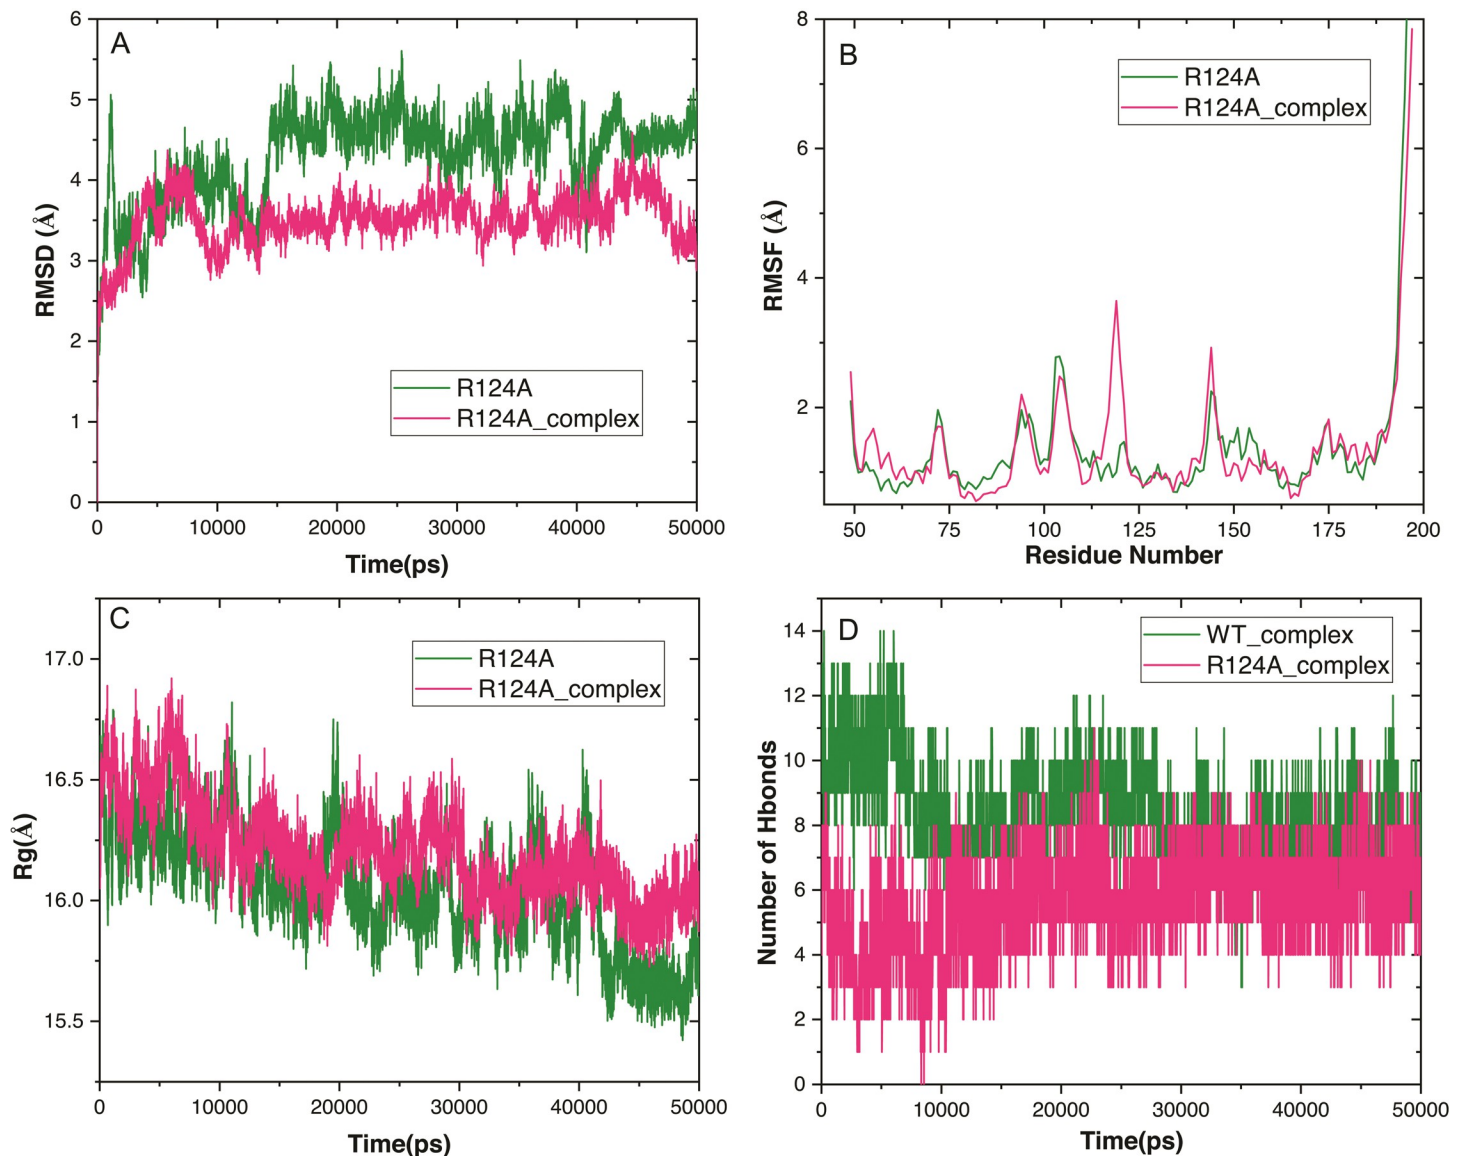 A
R124A
R124A_complex
RMSD (Å)
6
5
4
3
2
1
0
0 10000 20000 30000 40000 50000
Time(ps)
B
R124A
R124A_complex
RMSF (Å)
8
6
4
2
50 75 100 125 150 175 200
Residue Number
C
R124A
R124A_complex
Rg(Å)
17.0
16.5
16.0
15.5
0 10000 20000 30000 40000 50000
Time(ps)
D
WT_complex
R124A_complex
Number of Hbonds
14
12
10
8
6
4
2
0
0 10000 20000 30000 40000 50000
Time(ps)